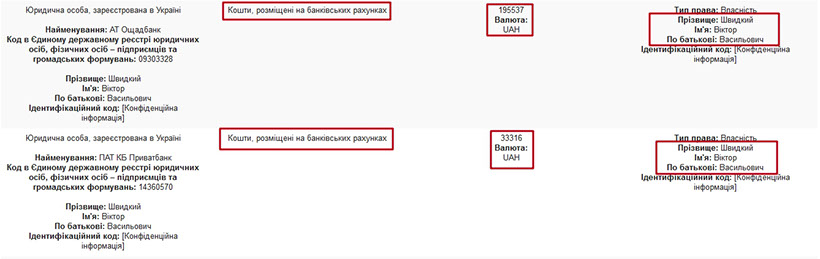 Юридична особа, зареєстрована в Україні
Найменування: АТ Ощадбанк
Код в Єдиному державному реєстрі юридичних
осіб, фізичних осіб – підприємців та
громадських формувань: 09303328
Прізвище: Швидкий
Ім'я: Віктор
По батькові: Васильович
Ідентифікаційний код: [Конфіденційна
інформація]
Кошти, розміщені на банківських рахунках
195537
Валюта:
UAH
Тип права: Власність
Прізвище: Швидкий
Ім'я: Віктор
По батькові: Васильович
Ідентифікаційний код: [Конфіденційна
інформація]
Юридична особа, зареєстрована в Україні
Найменування: ПАТ КБ Приватбанк
Код в Єдиному державному реєстрі юридичних
осіб, фізичних осіб – підприємців та
громадських формувань: 14360570
Прізвище: Швидкий
Ім'я: Віктор
По батькові: Васильович
Ідентифікаційний код: [Конфіденційна
інформація]
Кошти, розміщені на банківських рахунках
33316
Валюта:
UAH
Тип права: Власність
Прізвище: Швидкий
Ім'я: Віктор
По батькові: Васильович
Ідентифікаційний код: [Конфіденційна
інформація]